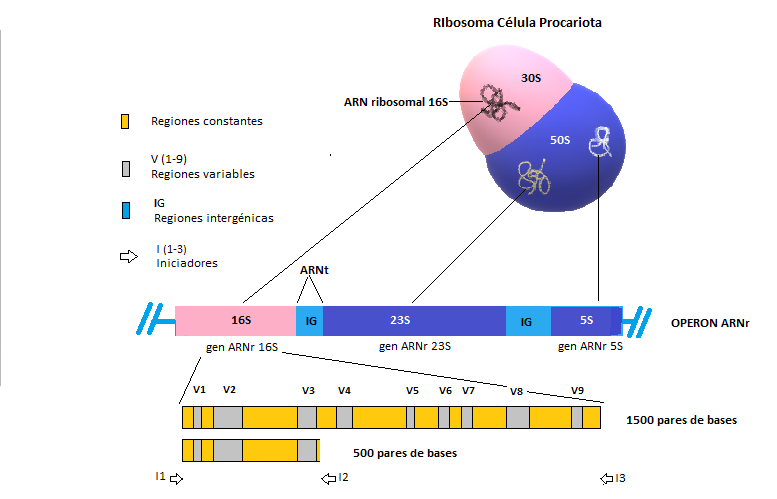 RIbosoma Célula Procariota
30S
ARN ribosomal 16S
50S
Regiones constantes
V (1-9)
Regiones variables
IG
Regiones intergénicas
I (1-3)
Iniciadores
ARNt
16S IG 23S IG 5S
OPERON ARNr
gen ARNr 16S gen ARNr 23S gen ARNr 5S
V1 V2 V3 V4 V5 V6 V7 V8 V9
1500 pares de bases
500 pares de bases
I1 I2 I3